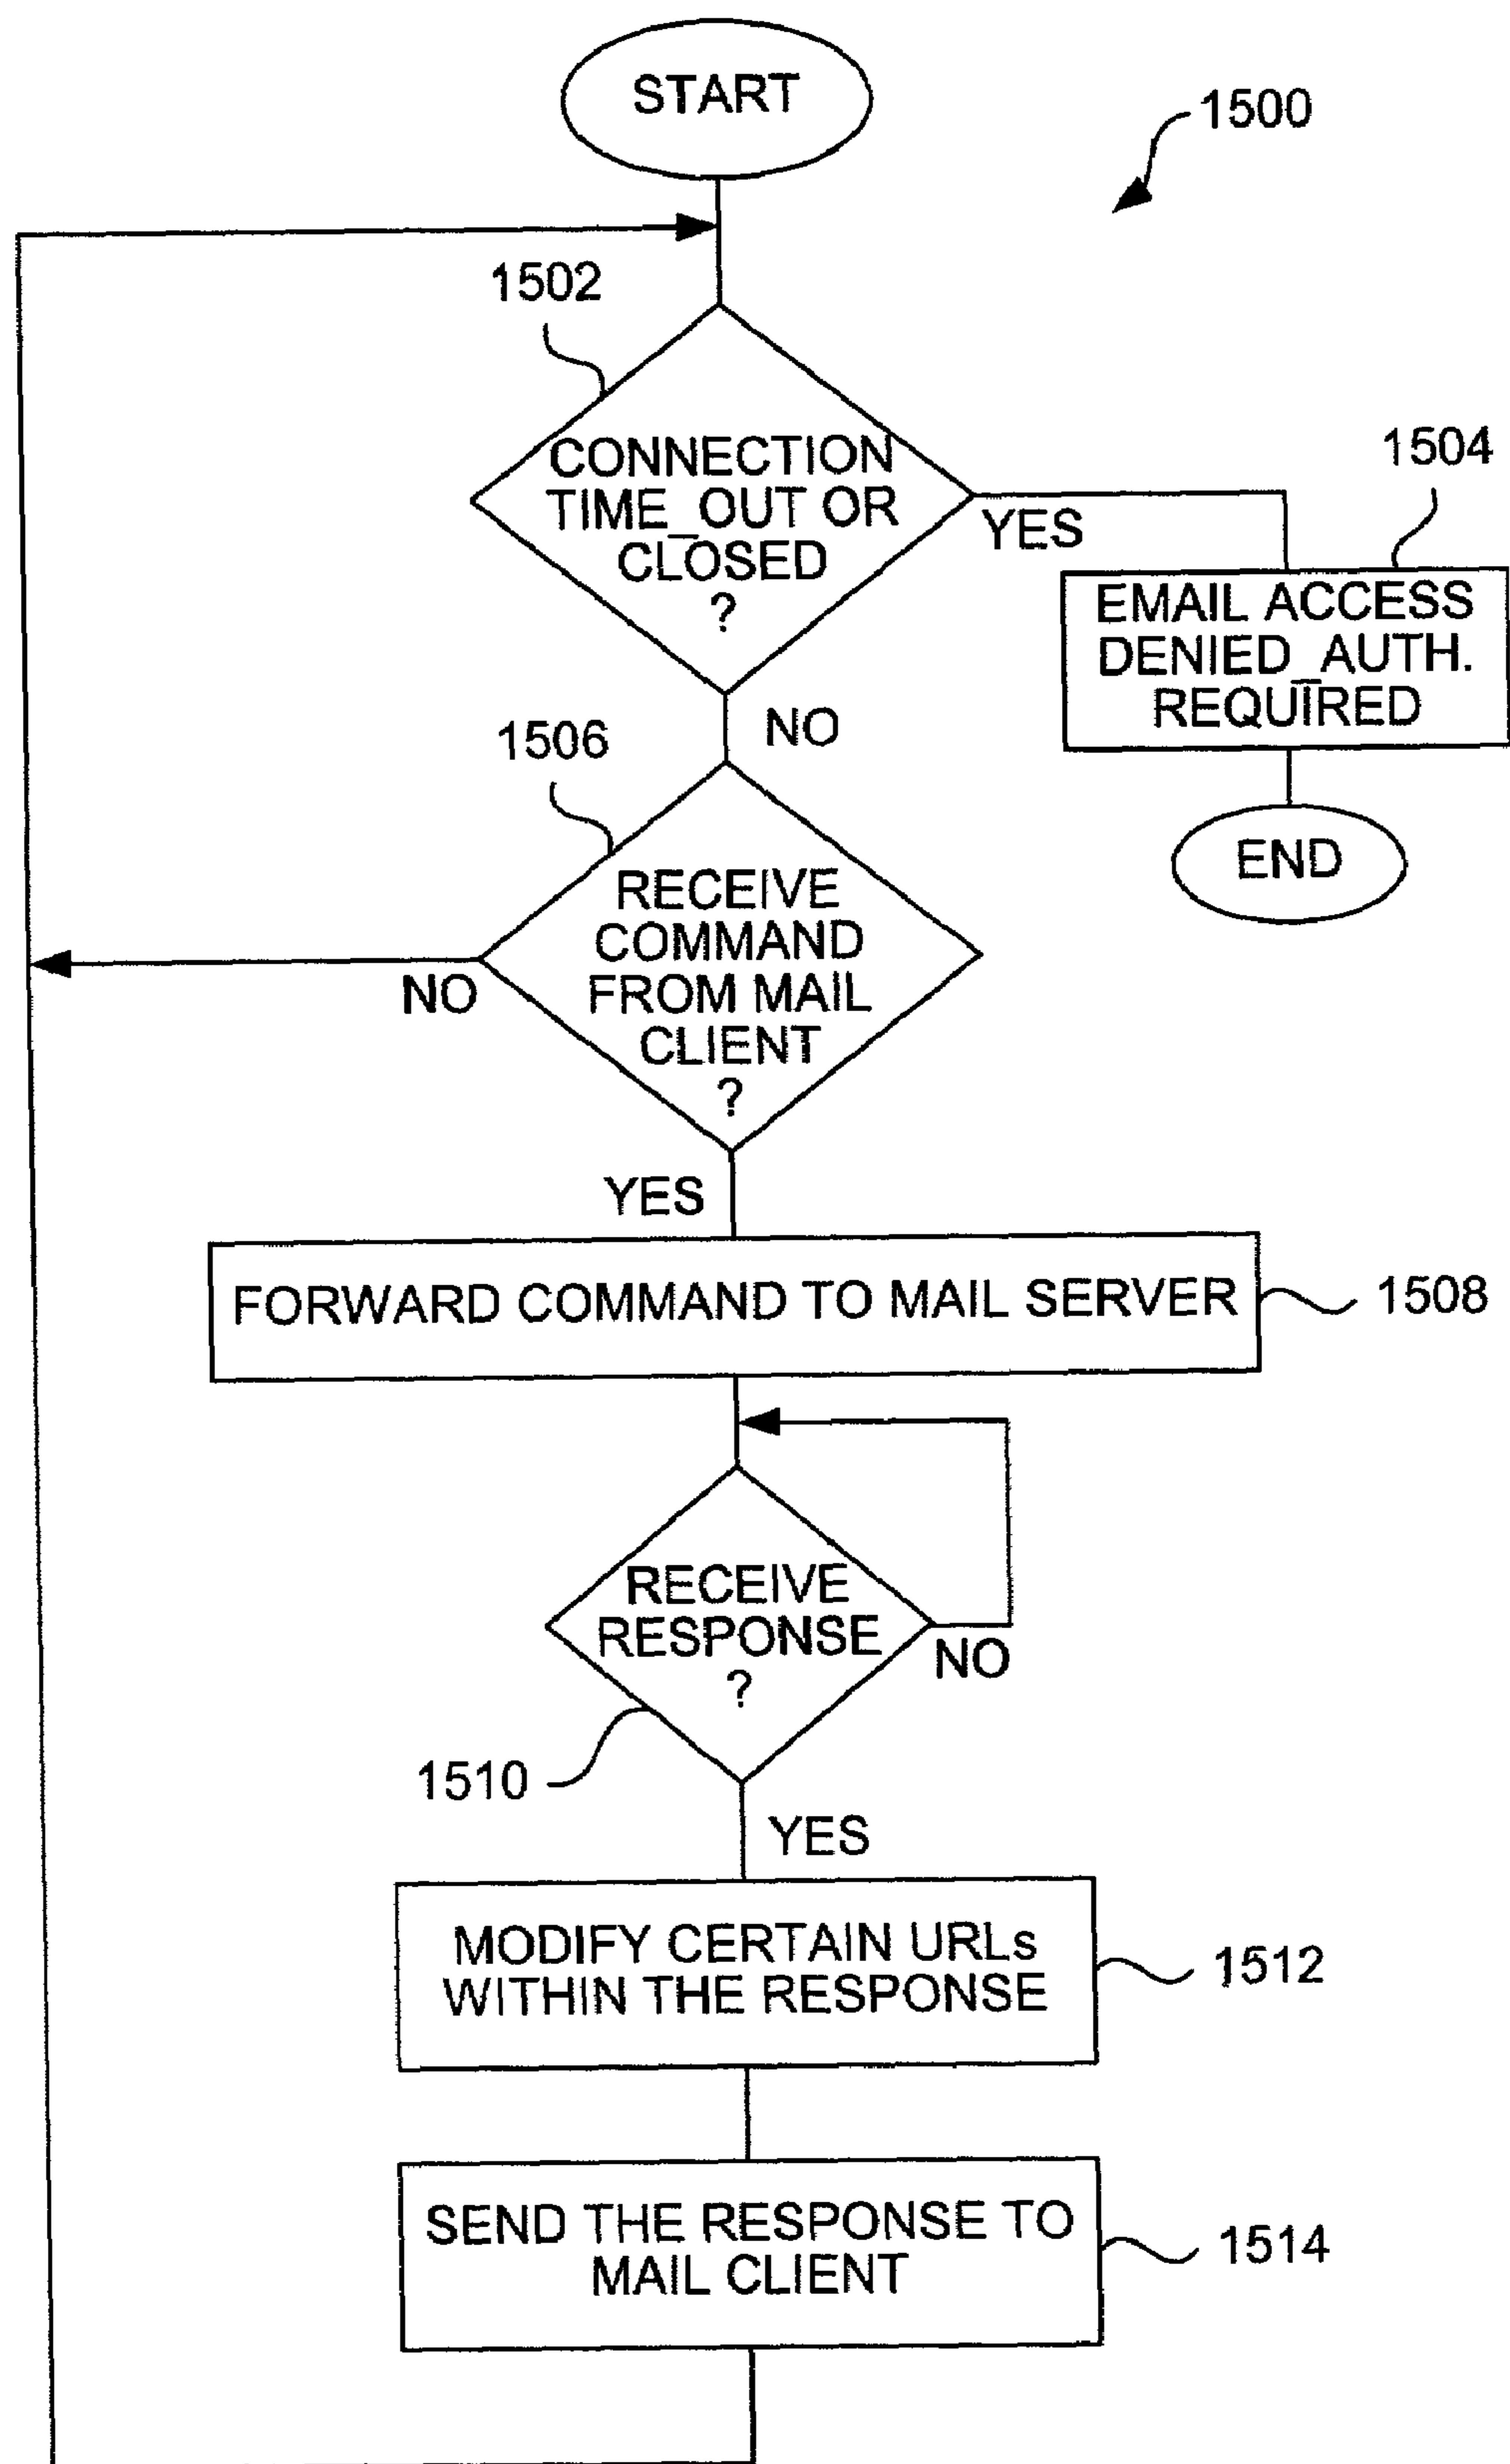 START
1500
1502
CONNECTION
TIME_OUT OR
CLOSED
?
YES
1504
EMAIL ACCESS
DENIED_AUTH.
REQUIRED
END
NO
1506
RECEIVE
COMMAND
FROM MAIL
CLIENT
?
NO
YES
FORWARD COMMAND TO MAIL SERVER
1508
RECEIVE
RESPONSE
?
NO
1510
YES
MODIFY CERTAIN URLs
WITHIN THE RESPONSE
1512
SEND THE RESPONSE TO
MAIL CLIENT
1514